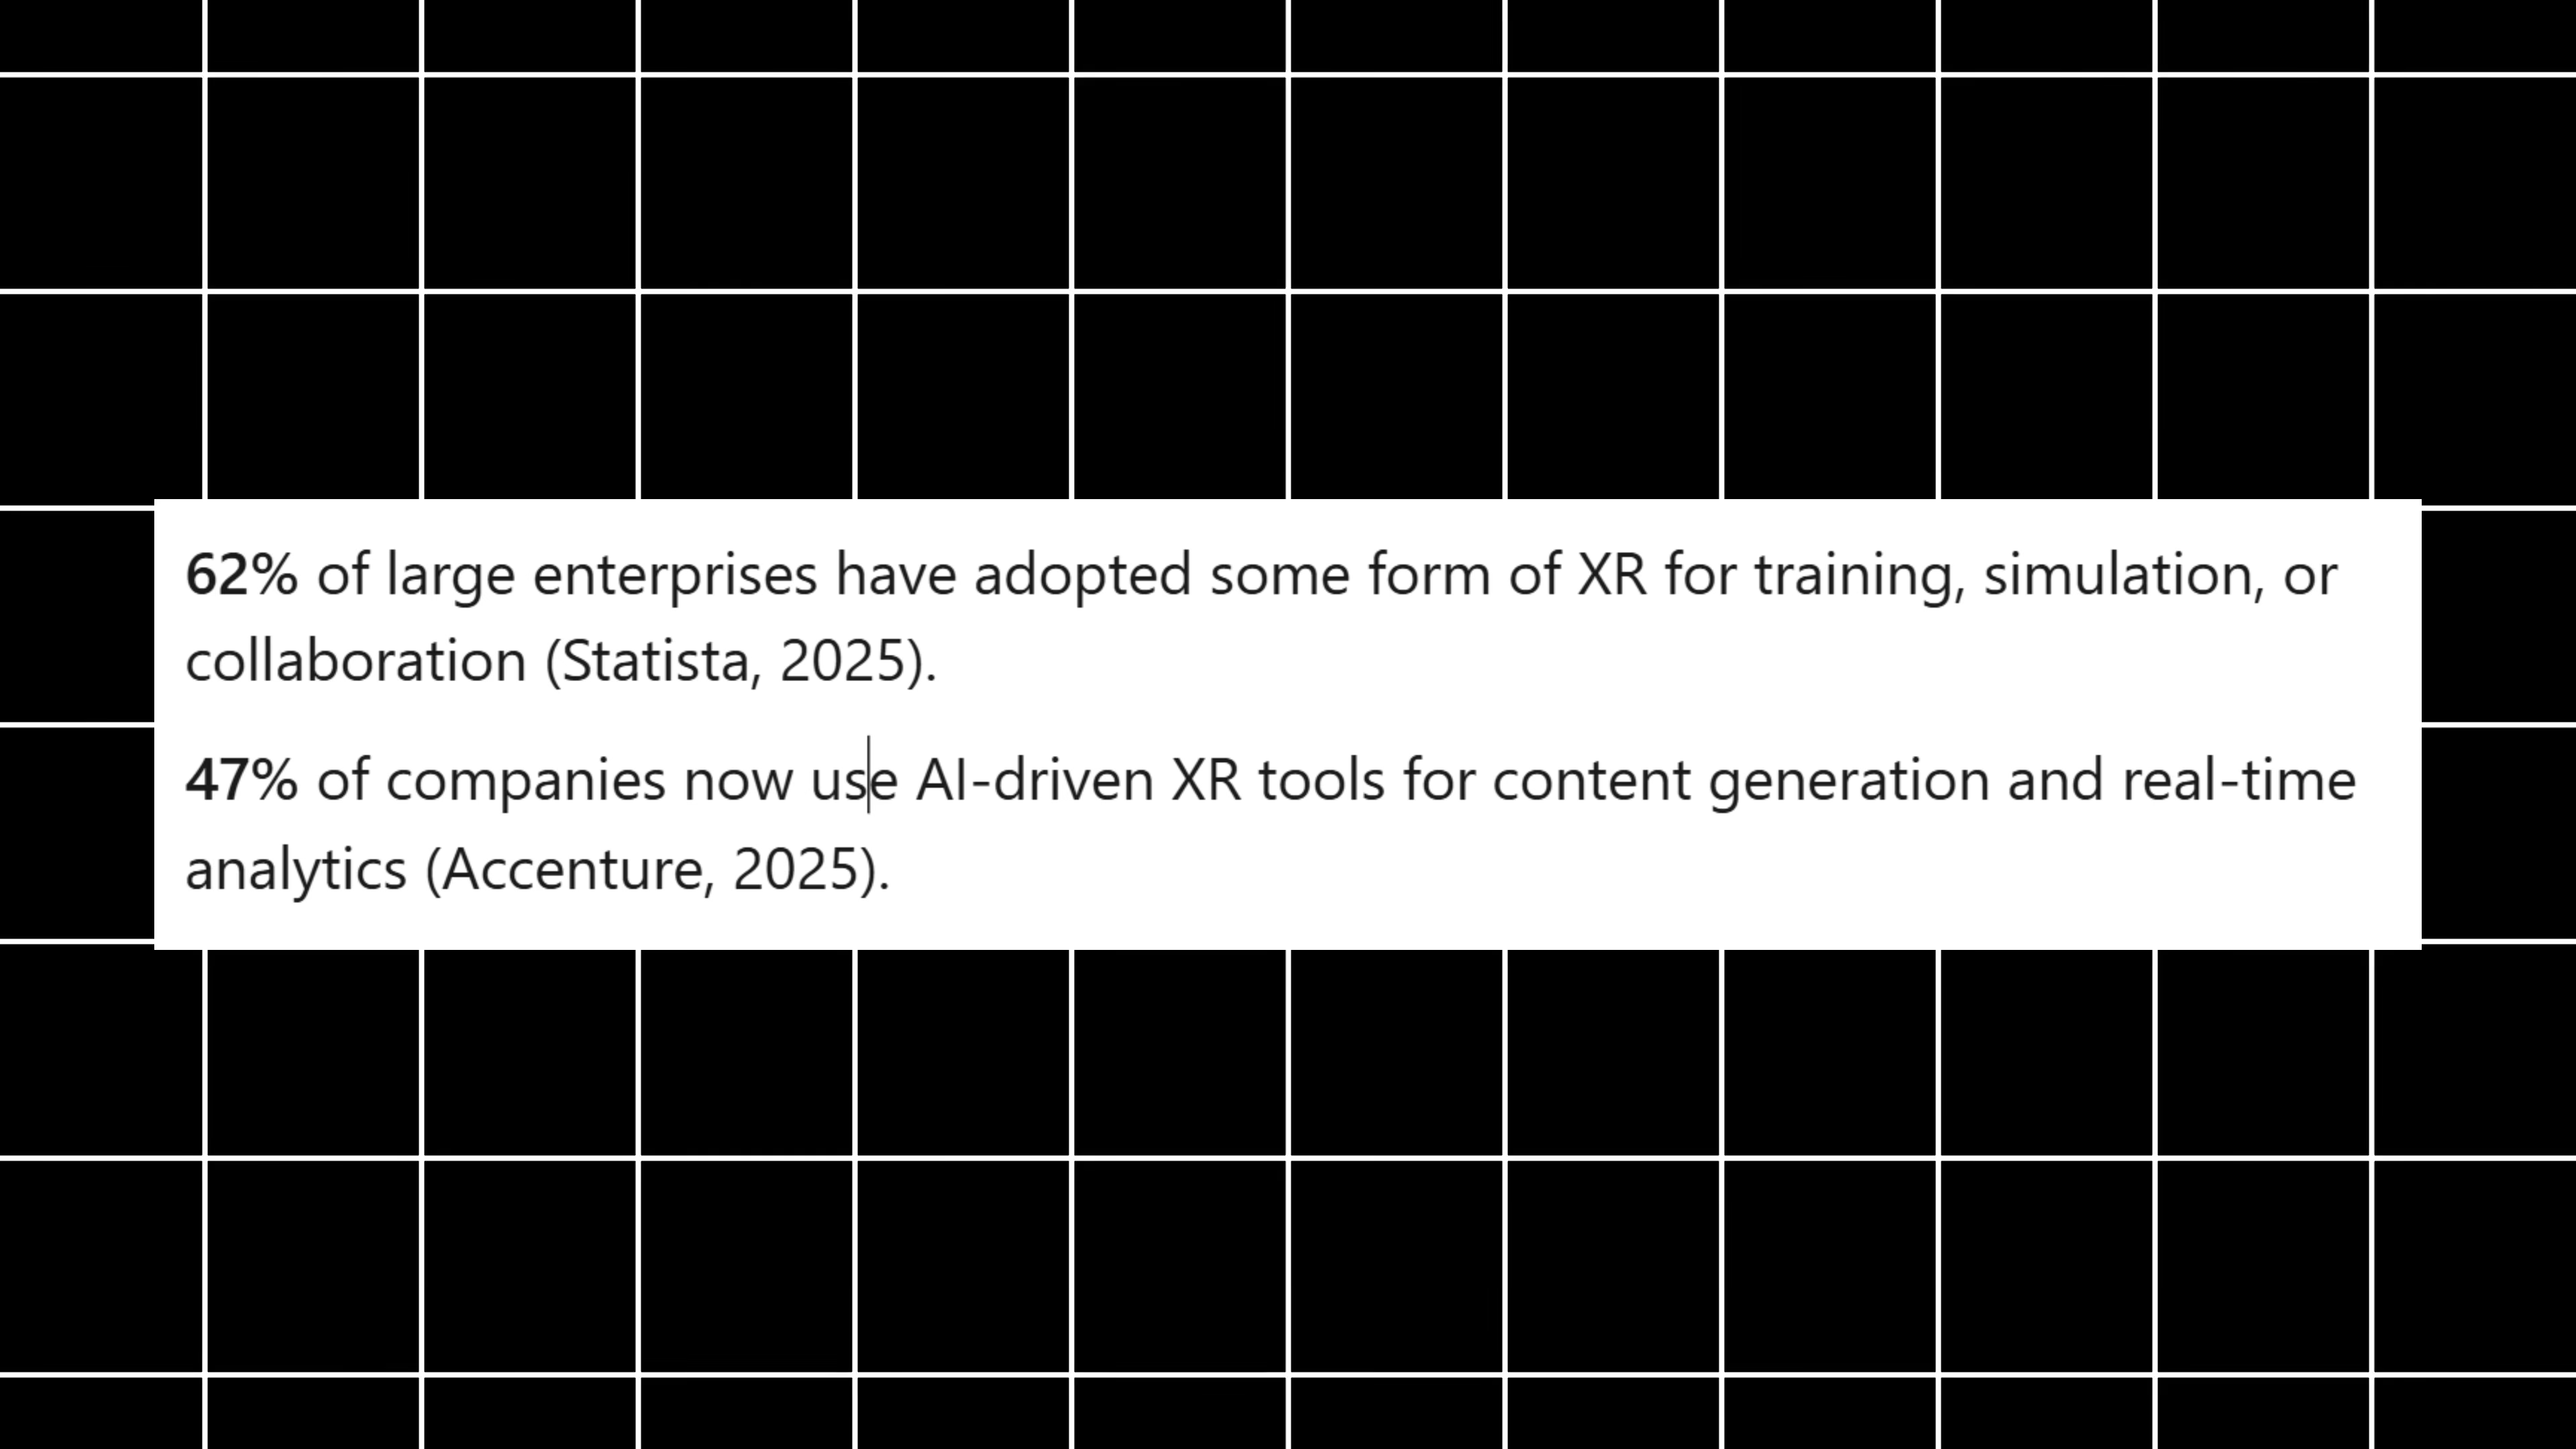 62% of large enterprises have adopted some form of XR for training, simulation, or
collaboration (Statista, 2025).
47% of companies now use AI-driven XR tools for content generation and real-time
analytics (Accenture, 2025).